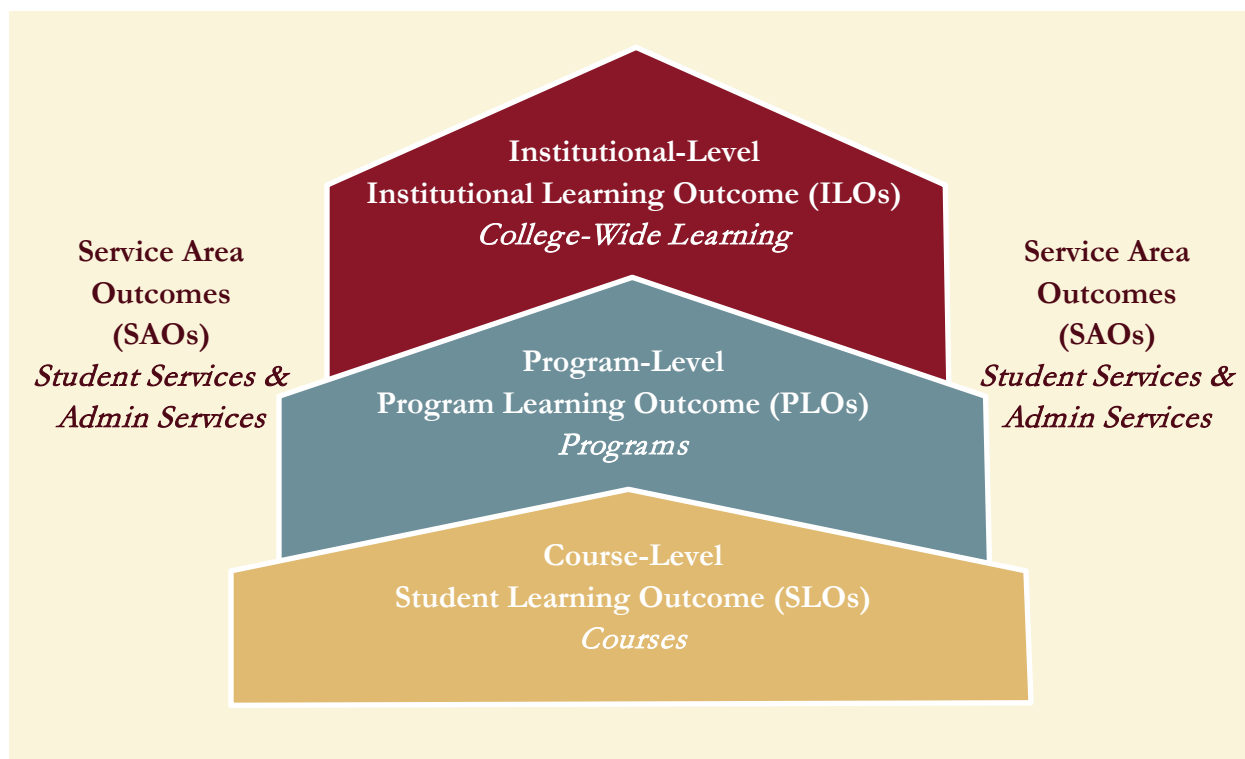 Institutional-Level
Institutional Learning Outcome (ILOs)
College-Wide Learning
Service Area
Outcomes
(SAOs)
Student Services &
Admin Services
Program-Level
Program Learning Outcome (PLOs)
Programs
Service Area
Outcomes
(SAOs)
Student Services &
Admin Services
Course-Level
Student Learning Outcome (SLOs)
Courses